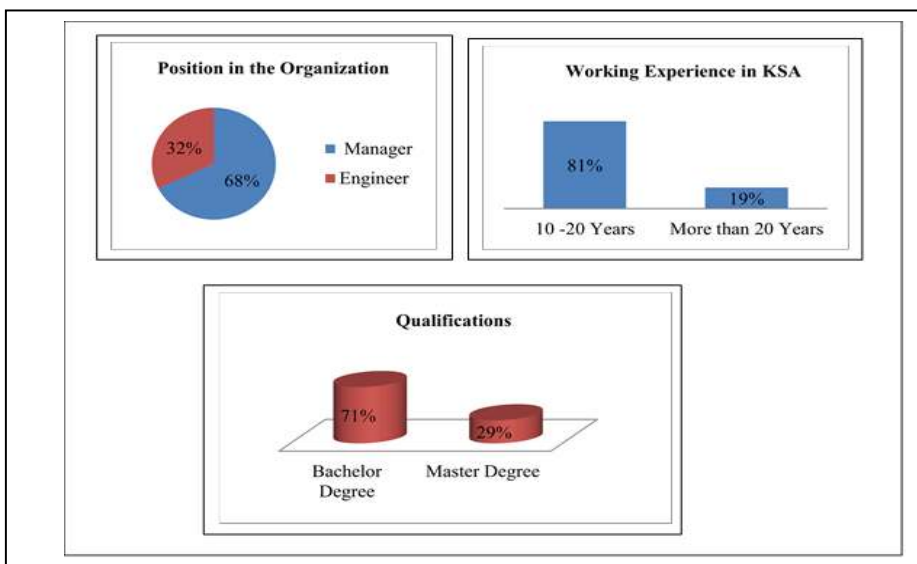 Position in the Organization
32%
68%
Manager
Engineer
Working Experience in KSA
81%
19%
10 -20 Years
More than 20 Years
Qualifications
71%
29%
Bachelor
Degree
Master Degree